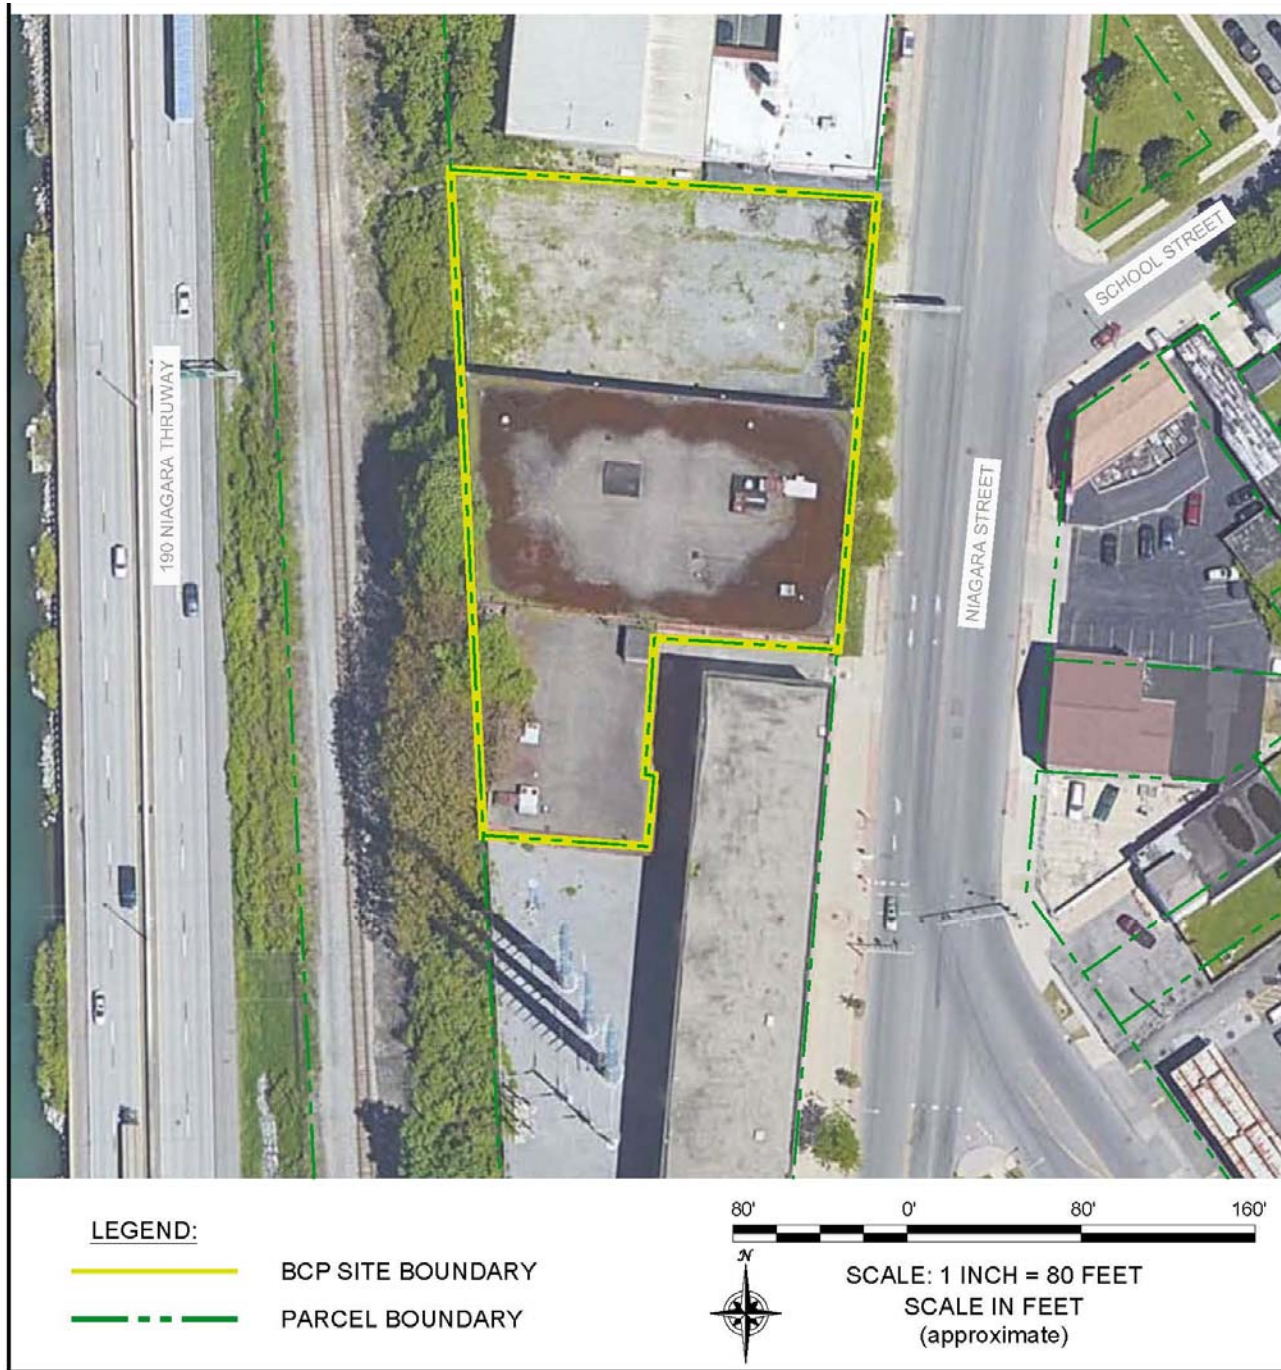 SCHOOL STREET
190 NIAGARA THRUWAY
NIAGARA STREET
LEGEND:
BCP SITE BOUNDARY
PARCEL BOUNDARY
80' 0' 80' 160'
N
SCALE: 1 INCH = 80 FEET
SCALE IN FEET
(approximate)